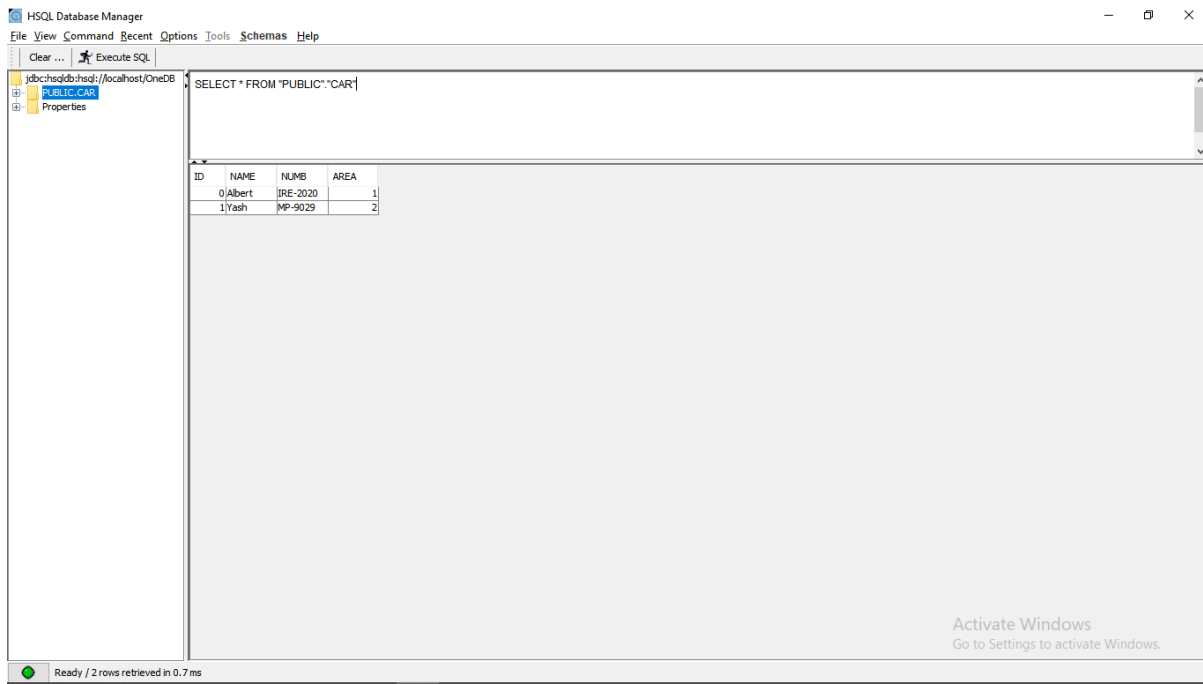 HSQL Database Manager
File View Command Recent Options Tools Schemas Help
Clear ... Execute SQL
jdbc:hsqldb:hsql://localhost/OneDB
PUBLIC.CAR
Properties
SELECT * FROM "PUBLIC"."CAR"
ID NAME NUMB AREA
0 Albert IRE-2020 1
1 Yash MP-9029 2
Activate Windows
Go to Settings to activate Windows.
Ready / 2 rows retrieved in 0.7 ms